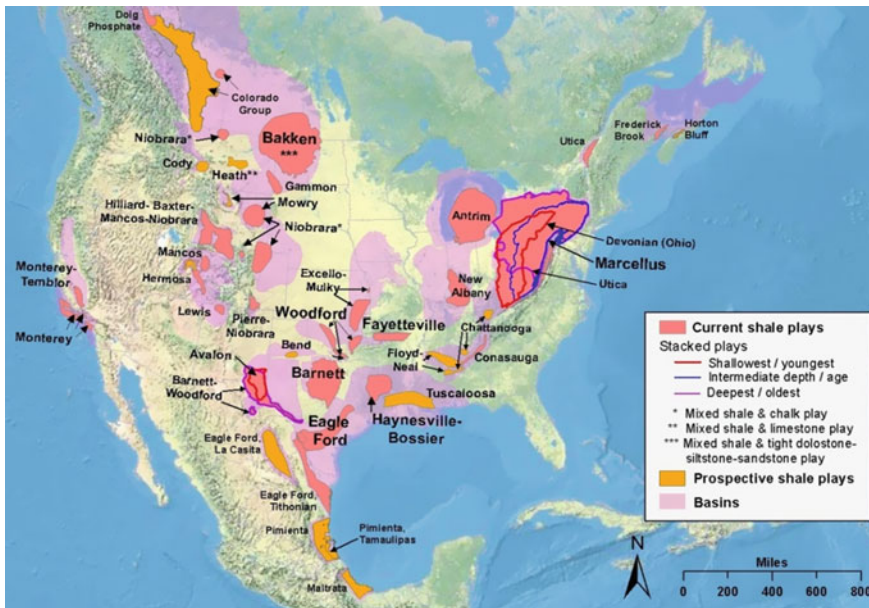 Doig
Phosphate
Colorado
Group
Niobrara*
Bakken
***
Cody
Heath**
Gammon
Mowry
Hilliard- Baxter-
Mancos-Niobrara
Niobrara*
Mancos
Hermosa
Lewis
Pierre-
Niobrara
Monterey-
Temblor
Monterey
Excello-
Mulky
Woodford
Bend
Fayetteville
Avalon
Barnett-
Woodford
Barnett
Eagle
Ford
Haynesville-
Bossier
Tuscaloosa
Floyd-
Neal
Conasauga
Chattanooga
New
Albany
Antrim
Devonian (Ohio)
Marcellus
Utica
Utica
Frederick
Brook
Horton
Bluff
Eagle Ford,
La Casita
Eagle Ford,
Tithonian
Pimienta
Pimienta,
Tamaulipas
Maltrata
Current shale plays
Stacked plays
Shallowest / youngest
Intermediate depth / age
Deepest / oldest
* Mixed shale & chalk play
** Mixed shale & limestone play
*** Mixed shale & tight dolostone-
siltstone-sandstone play
Prospective shale plays
Basins
N
Miles
0 200 400 600 800